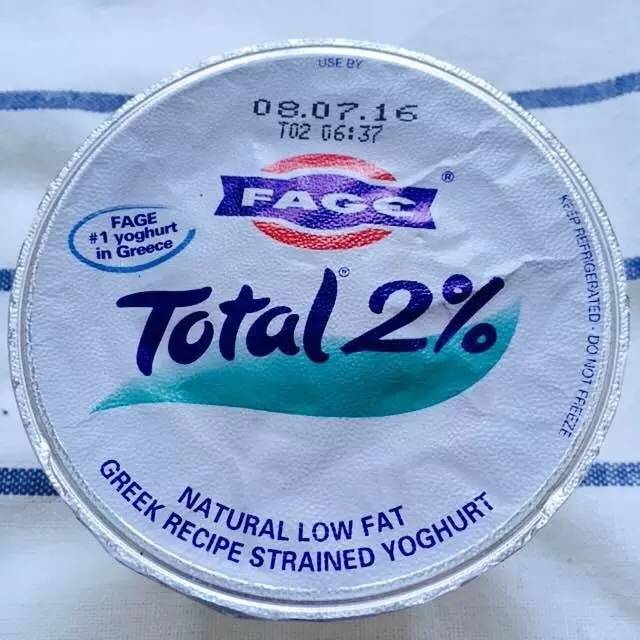 USE BY
08.07.16
T02 06:37
FAGE ®
FAGE
#1 yoghurt
in Greece
Total® 2%
KEEP REFRIGERATED · DO NOT FREEZE
NATURAL LOW FAT
GREEK RECIPE STRAINED YOGHURT